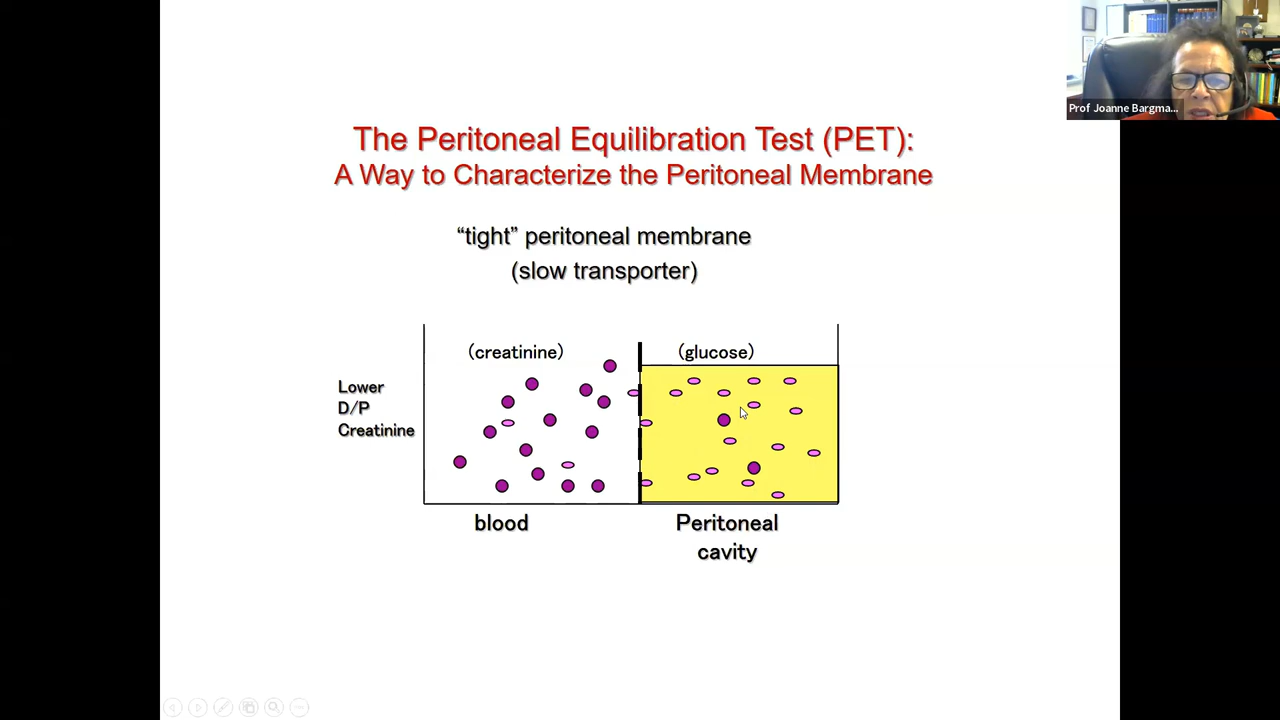 Prof Joanne Bargma...
The Peritoneal Equilibration Test (PET):
A Way to Characterize the Peritoneal Membrane
“tight” peritoneal membrane
(slow transporter)
(creatinine)
(glucose)
Lower
D/P
Creatinine
blood
Peritoneal
cavity